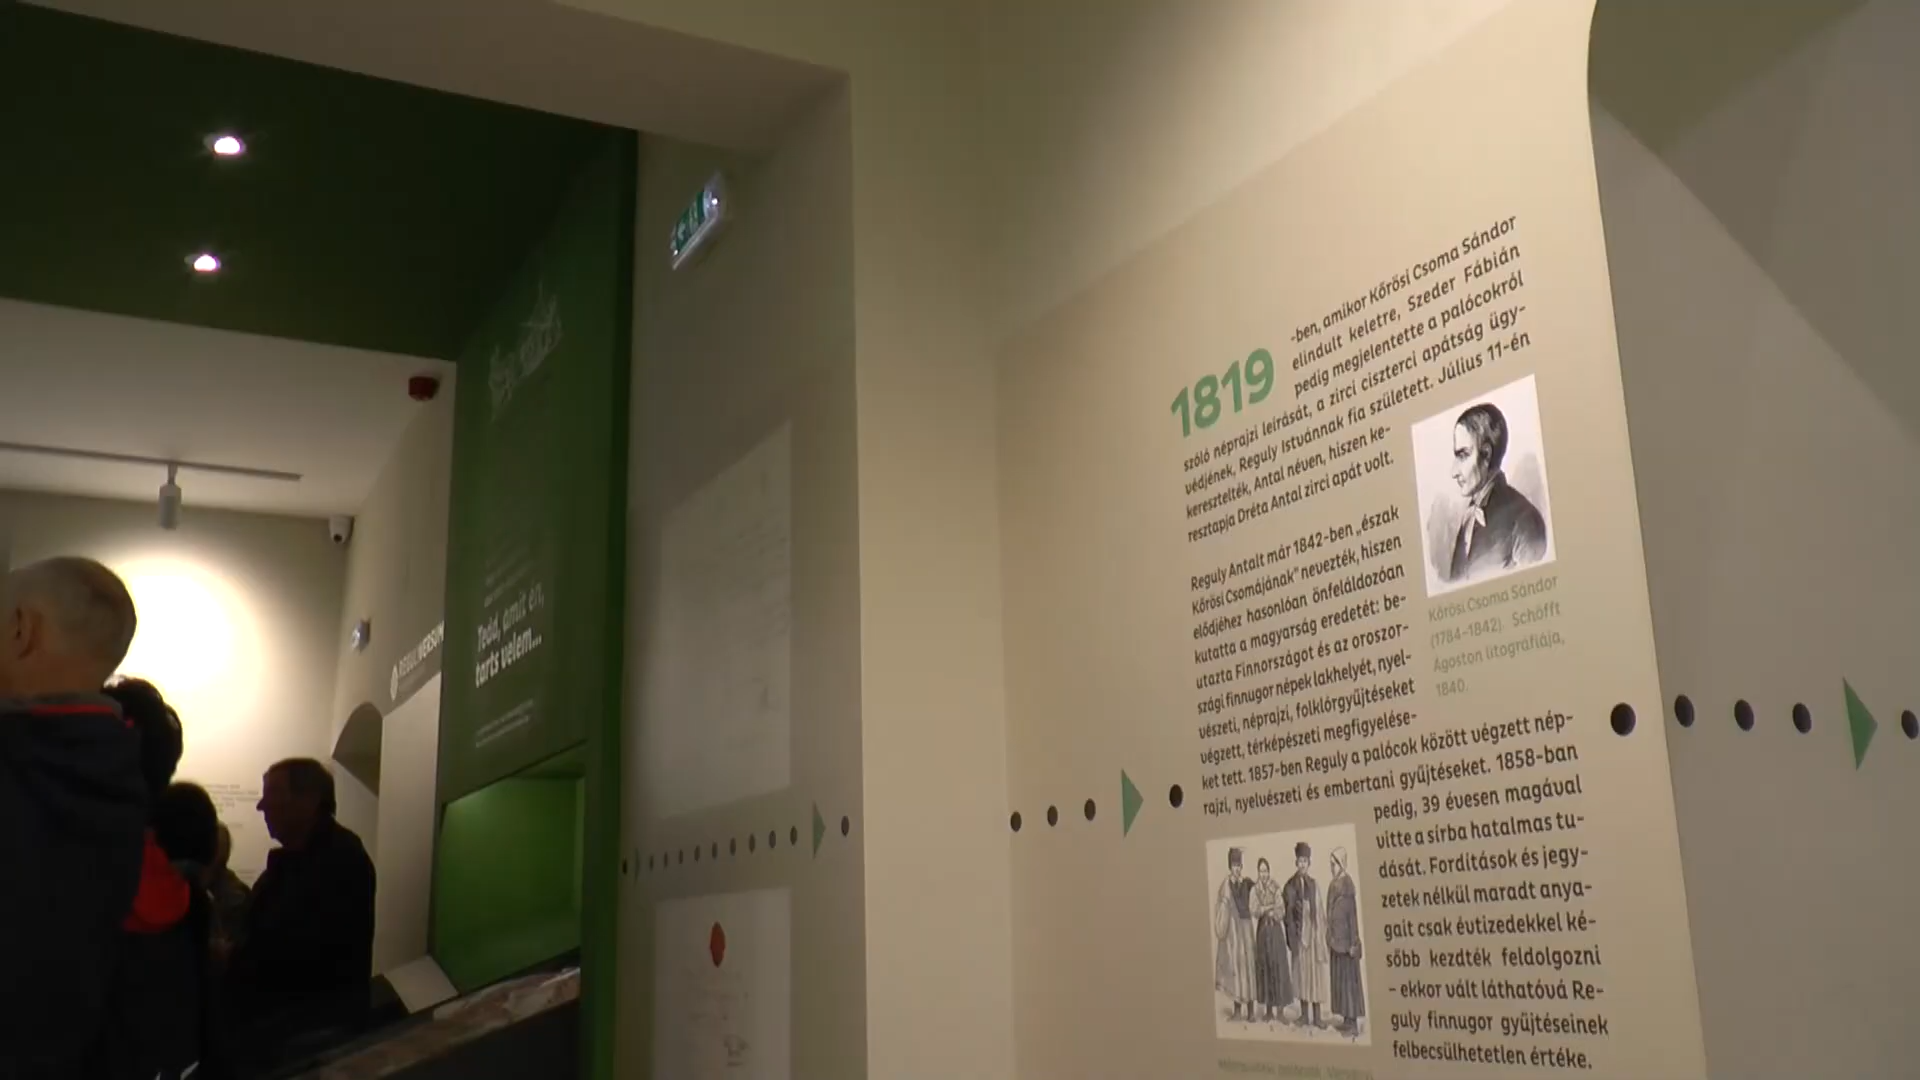 Tedd, amit én,
tarts velem...
REGULYVERSUM
1819
-ben, amikor Kőrösi Csoma Sándor
elindult keletre, Szeder Fábián
pedig megjelentette a palócokról
szóló néprajzi leírását, a zirci ciszterci apátság ügy-
védjének, Reguly Istvánnak fia született. Július 11-én
keresztelték, Antal néven, hiszen ke-
resztapja Dréta Antal zirci apát volt.
Reguly Antalt már 1842-ben „észak
Kőrösi Csomájának" nevezték, hiszen
elődjéhez hasonlóan önfeláldozóan
kutatta a magyarság eredetét: be-
utazta Finnországot és az oroszor-
szági finnugor népek lakhelyét, nyel-
vészeti, néprajzi, folklórgyűjtéseket
végzett, térképészeti megfigyelése-
ket tett. 1857-ben Reguly a palócok között végzett nép-
rajzi, nyelvészeti és embertani gyűjtéseket. 1858-ban
pedig, 39 évesen magával
vitte a sírba hatalmas tu-
dását. Fordítások és jegy-
zetek nélkül maradt anya-
gait csak évtizedekkel ké-
sőbb kezdték feldolgozni
– ekkor vált láthatóvá Re-
guly finnugor gyűjtéseinek
felbecsülhetetlen értéke.
Kőrösi Csoma Sándor
(1784–1842). Schöfft
Ágoston litográfiája,
1840.